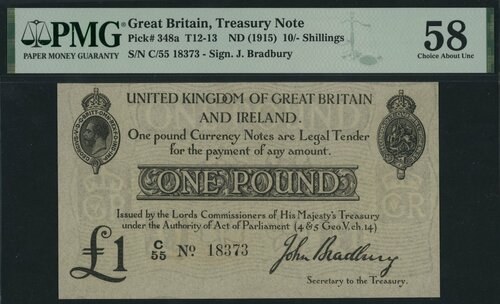 PMG
PAPER MONEY GUARANTY
Great Britain, Treasury Note
Pick# 348a T12-13 ND (1915) 10/- Shillings
S/N C/55 18373 - Sign. J. Bradbury
58
Choice About Unc
UNITED KINGDOM OF GREAT BRITAIN
AND IRELAND.
One pound Currency Notes are Legal Tender
for the payment of any amount.
ONE POUND
Issued by the Lords Commissioners of His Majesty's Treasury
under the Authority of Act of Parliament (4 & 5 Geo.V. ch.14)
£1 C/55 No. 18373 John Bradbury
Secretary to the Treasury.